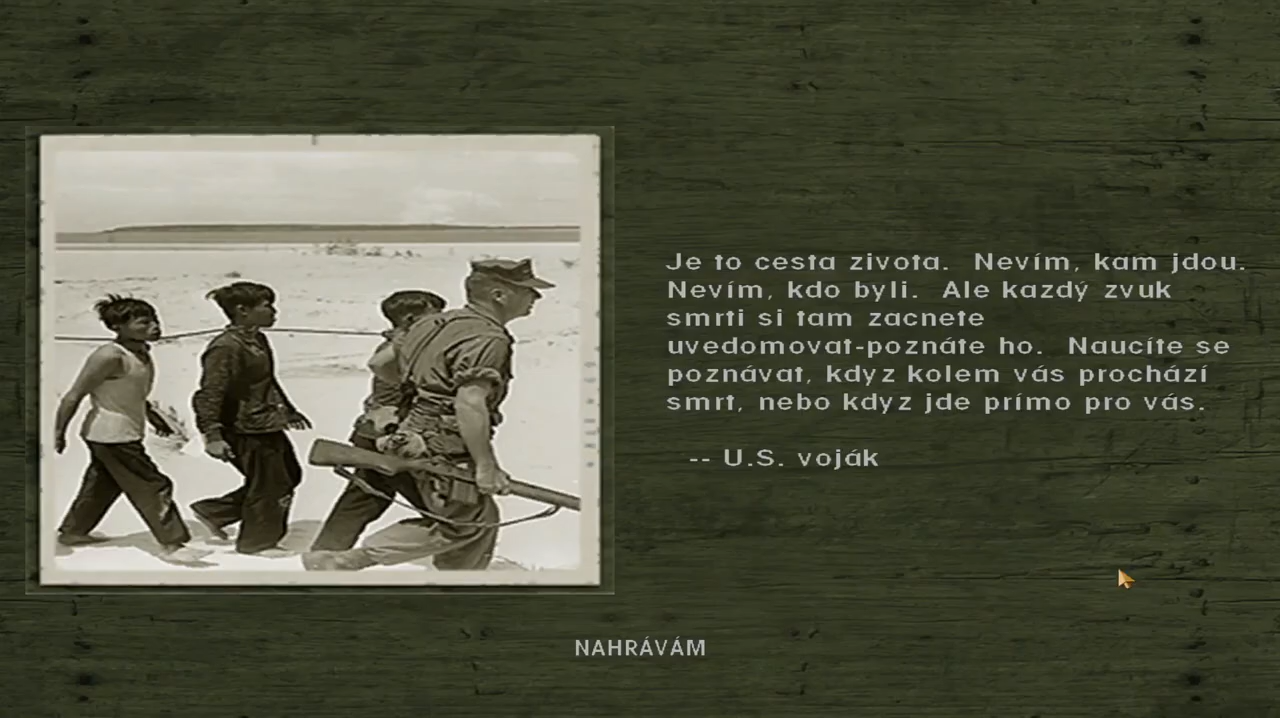 Je to cesta zivota.  Nevím, kam jdou.
Nevím, kdo byli.  Ale kazdý zvuk
smrti si tam zacnete
uvedomovat-poznáte ho.  Naucíte se
poznávat, kdyz kolem vás prochází
smrt, nebo kdyz jde prímo pro vás.
-- U.S. voják
NAHRÁVÁM